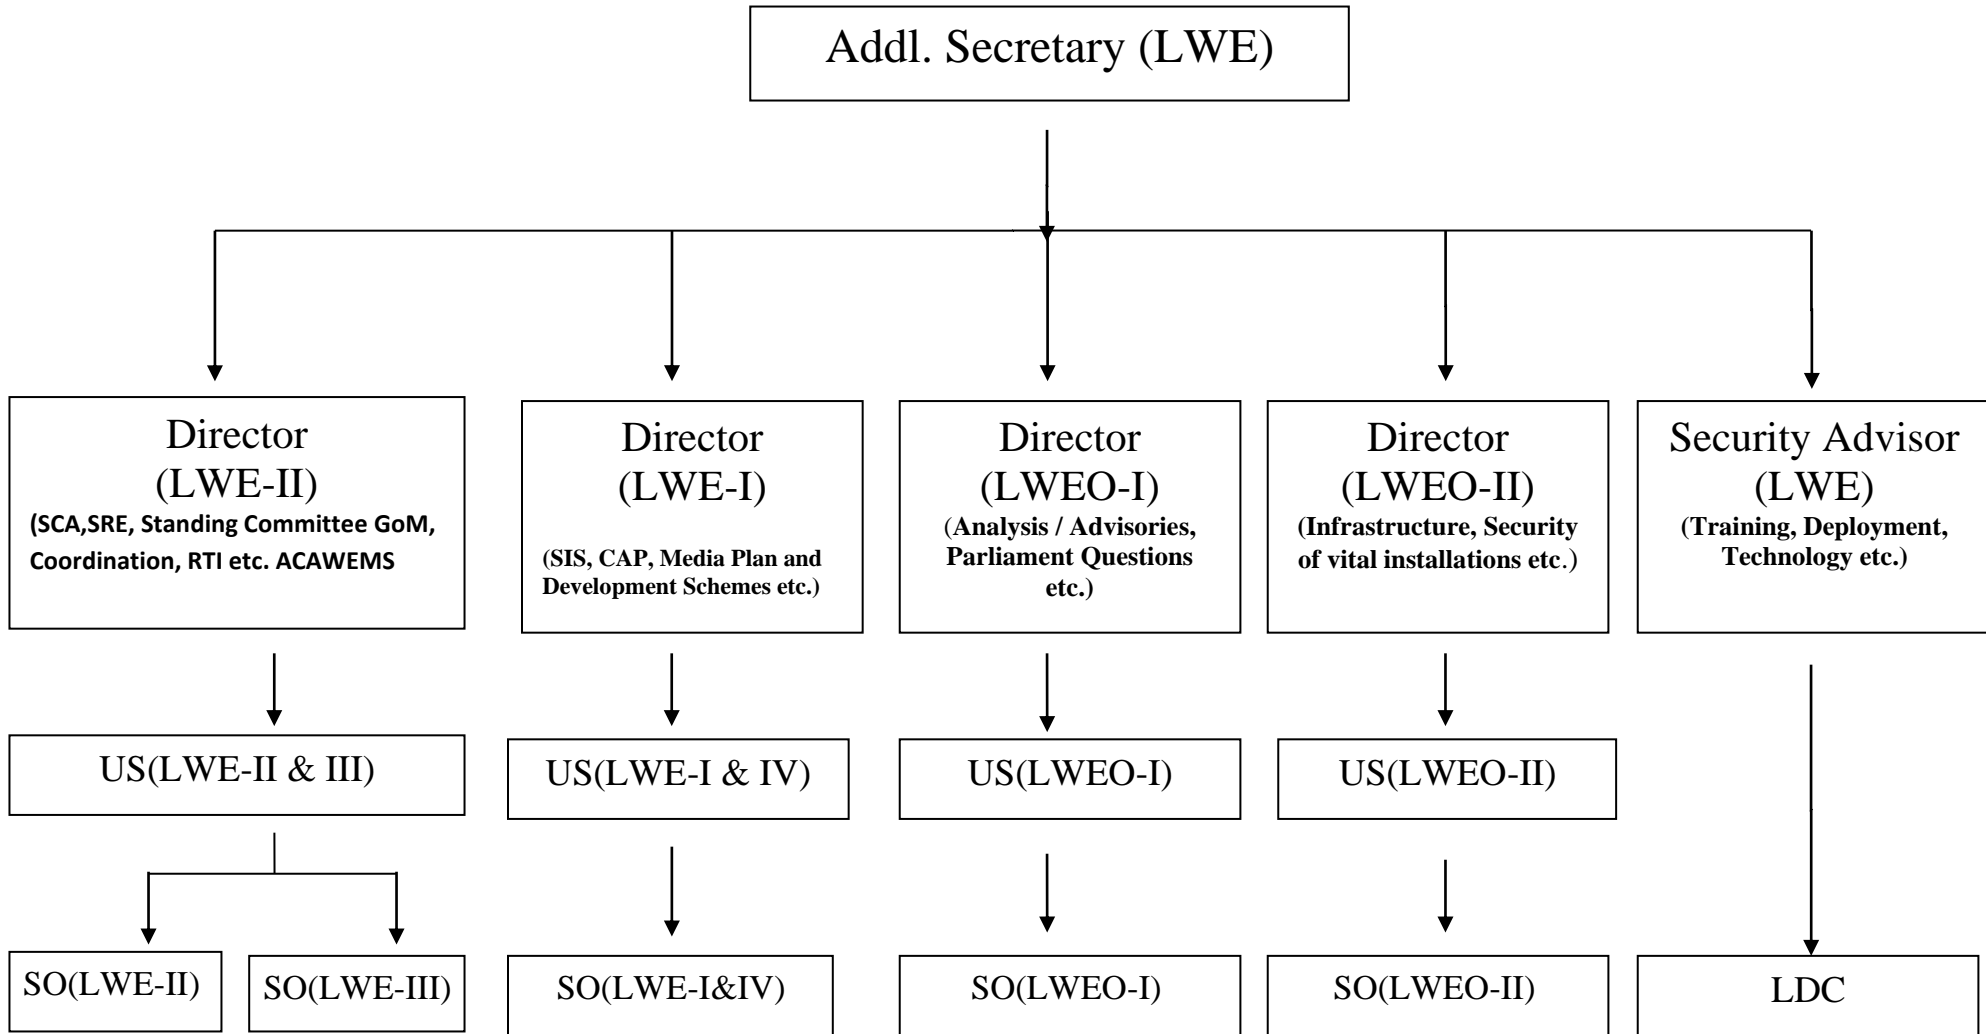 Addl. Secretary (LWE)
Director
(LWE-II)
(SCA,SRE, Standing Committee GoM,
Coordination, RTI etc. ACAWEMS
Director
(LWE-I)
(SIS, CAP, Media Plan and
Development Schemes etc.)
Director
(LWEO-I)
(Analysis / Advisories,
Parliament Questions
etc.)
Director
(LWEO-II)
(Infrastructure, Security
of vital installations etc.)
Security Advisor
(LWE)
(Training, Deployment,
Technology etc.)
US(LWE-II & III)
US(LWE-I & IV)
US(LWEO-I)
US(LWEO-II)
SO(LWE-II)
SO(LWE-III)
SO(LWE-I&IV)
SO(LWEO-I)
SO(LWEO-II)
LDC